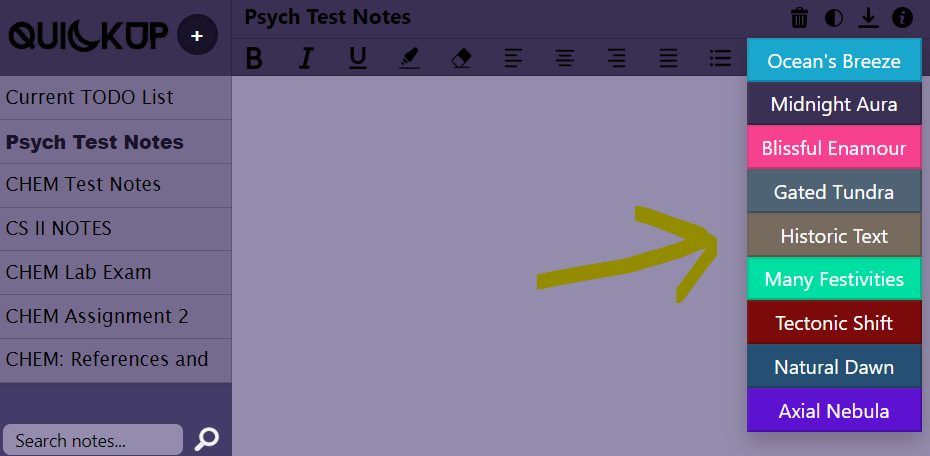 QUICKUP
+
Psych Test Notes
B I U
Current TODO List
Psych Test Notes
CHEM Test Notes
CS II NOTES
CHEM Lab Exam
CHEM Assignment 2
CHEM: References and
Search notes...
Ocean's Breeze
Midnight Aura
Blissful Enamour
Gated Tundra
Historic Text
Many Festivities
Tectonic Shift
Natural Dawn
Axial Nebula